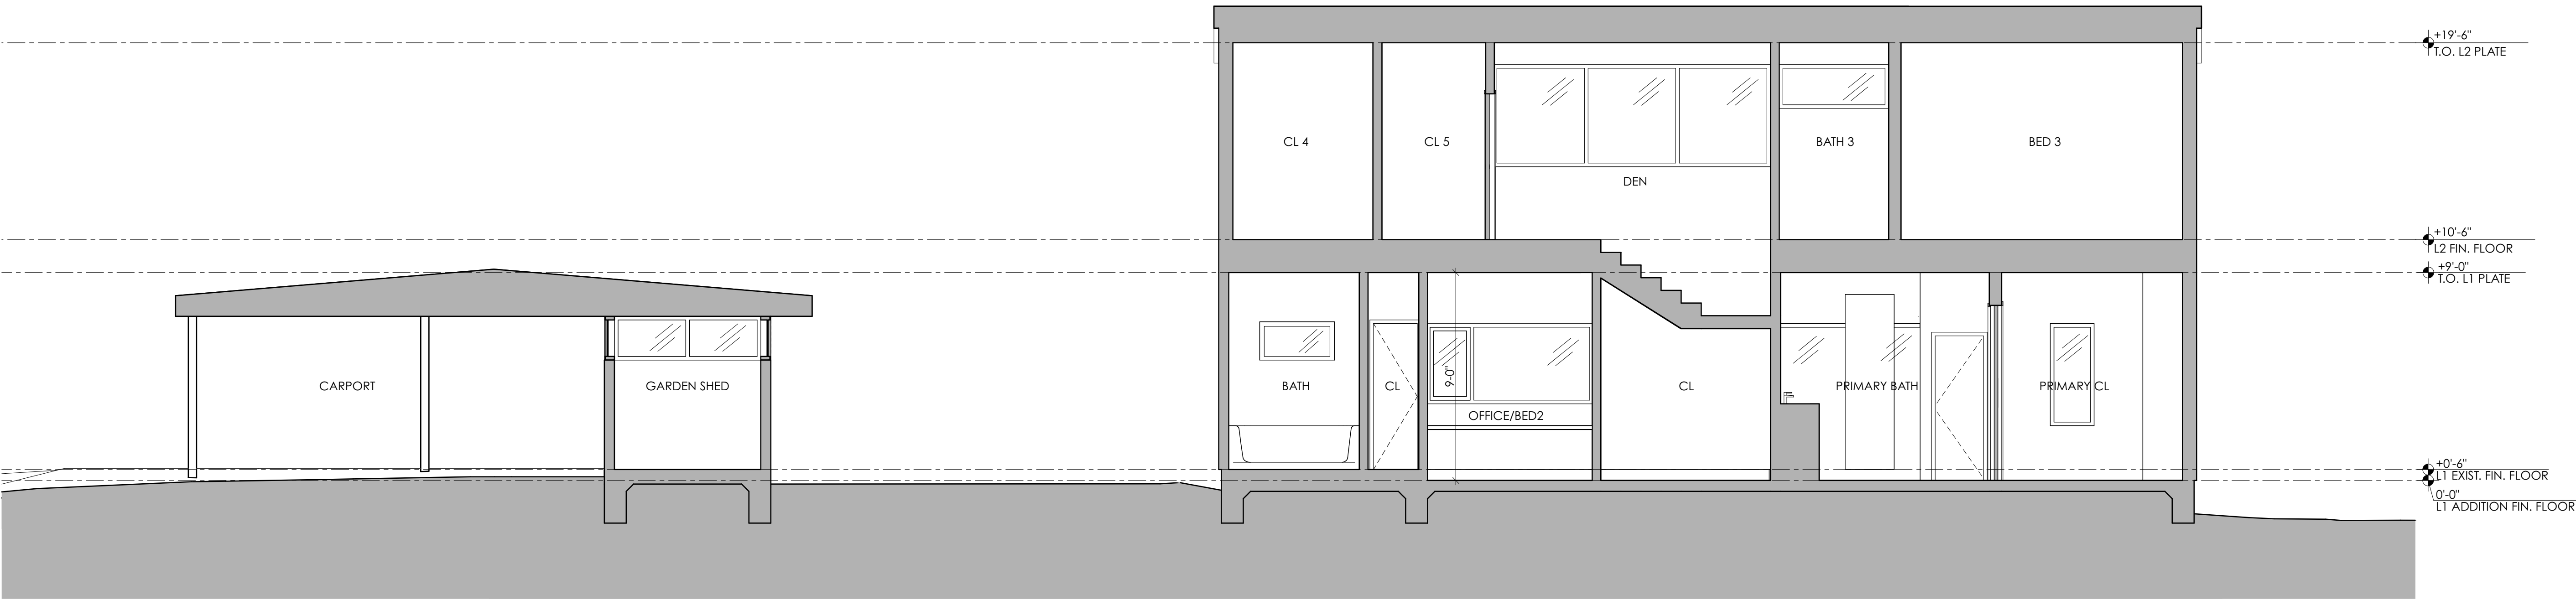 +19'-6"
T.O. L2 PLATE
CL 4
CL 5
BATH 3
BED 3
DEN
+10'-6"
L2 FIN. FLOOR
+9'-0"
T.O. L1 PLATE
9'-0"
CARPORT
GARDEN SHED
BATH
CL
CL
PRIMARY BATH
PRIMARY CL
OFFICE/BED2
+0'-6"
L1 EXIST. FIN. FLOOR
0'-0"
L1 ADDITION FIN. FLOOR